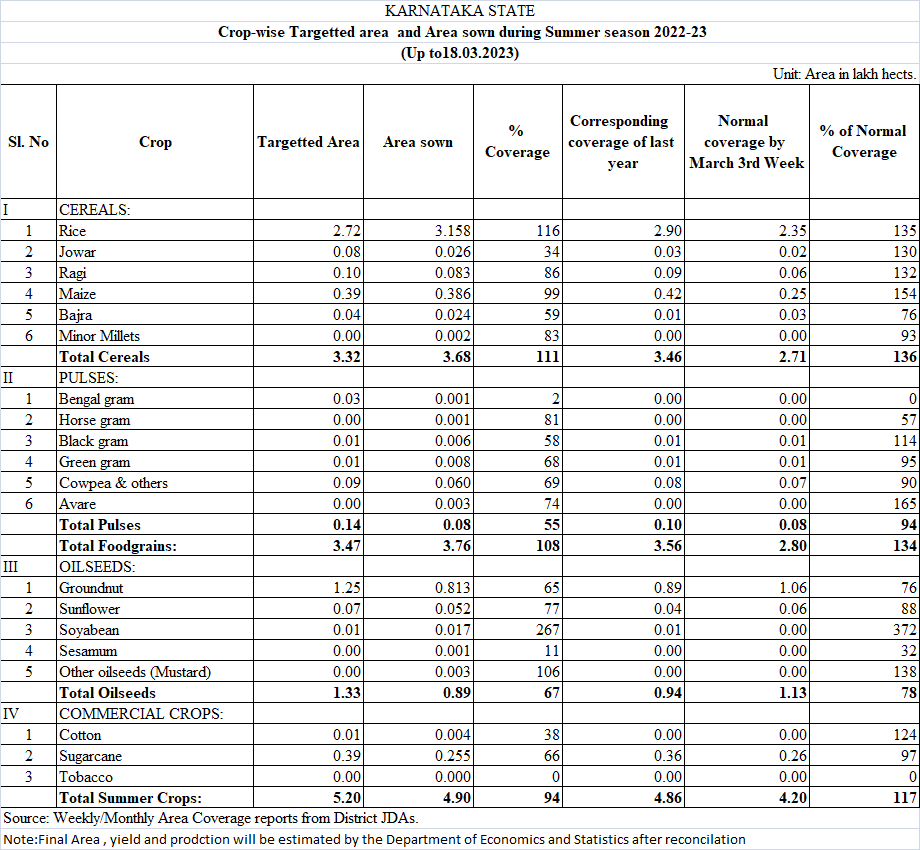 KARNATAKA STATE
Crop-wise Targetted area and Area sown during Summer season 2022-23
(Up to18.03.2023)
Unit: Area in lakh hects.
Sl. No Crop Targetted Area Area sown % Coverage Corresponding coverage of last year Normal coverage by March 3rd Week % of Normal Coverage
I CEREALS:
1 Rice 2.72 3.158 116 2.90 2.35 135
2 Jowar 0.08 0.026 34 0.03 0.02 130
3 Ragi 0.10 0.083 86 0.09 0.06 132
4 Maize 0.39 0.386 99 0.42 0.25 154
5 Bajra 0.04 0.024 59 0.01 0.03 76
6 Minor Millets 0.00 0.002 83 0.00 0.00 93
Total Cereals 3.32 3.68 111 3.46 2.71 136
II PULSES:
1 Bengal gram 0.03 0.001 2 0.00 0.00 0
2 Horse gram 0.00 0.001 81 0.00 0.00 57
3 Black gram 0.01 0.006 58 0.01 0.01 114
4 Green gram 0.01 0.008 68 0.01 0.01 95
5 Cowpea & others 0.09 0.060 69 0.08 0.07 90
6 Avare 0.00 0.003 74 0.00 0.00 165
Total Pulses 0.14 0.08 55 0.10 0.08 94
Total Foodgrains: 3.47 3.76 108 3.56 2.80 134
III OILSEEDS:
1 Groundnut 1.25 0.813 65 0.89 1.06 76
2 Sunflower 0.07 0.052 77 0.04 0.06 88
3 Soyabean 0.01 0.017 267 0.01 0.00 372
4 Sesamum 0.00 0.001 11 0.00 0.00 32
5 Other oilseeds (Mustard) 0.00 0.003 106 0.00 0.00 138
Total Oilseeds 1.33 0.89 67 0.94 1.13 78
IV COMMERCIAL CROPS:
1 Cotton 0.01 0.004 38 0.00 0.00 124
2 Sugarcane 0.39 0.255 66 0.36 0.26 97
3 Tobacco 0.00 0.000 0 0.00 0.00 0
Total Summer Crops: 5.20 4.90 94 4.86 4.20 117
Source: Weekly/Monthly Area Coverage reports from District JDAs.
Note:Final Area , yield and prodction will be estimated by the Department of Economics and Statistics after reconcilation